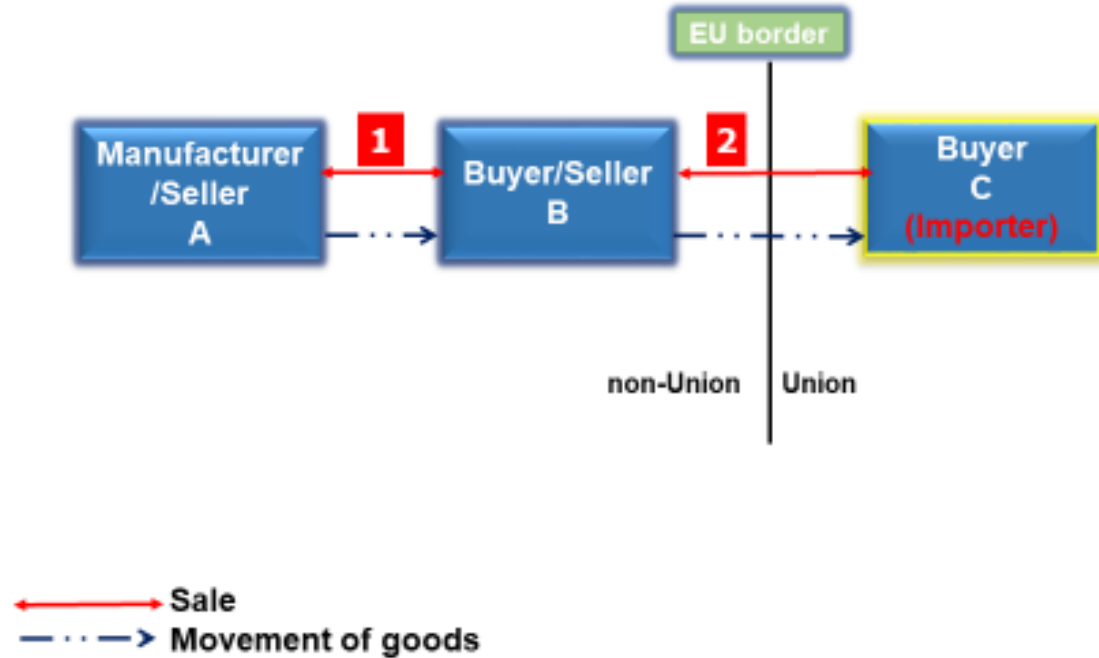 EU border
1
2
Manufacturer
/Seller
A
Buyer/Seller
B
Buyer
C
(Importer)
non-Union
Union
Sale
Movement of goods